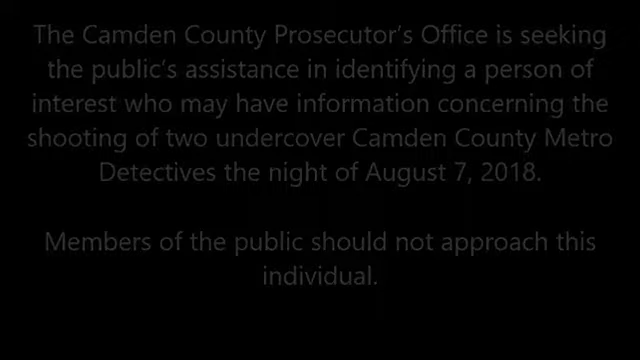 The Camden County Prosecutor’s Office is seeking
the public’s assistance in identifying a person of
interest who may have information concerning the
shooting of two undercover Camden County Metro
Detectives the night of August 7, 2018.
Members of the public should not approach this
individual.